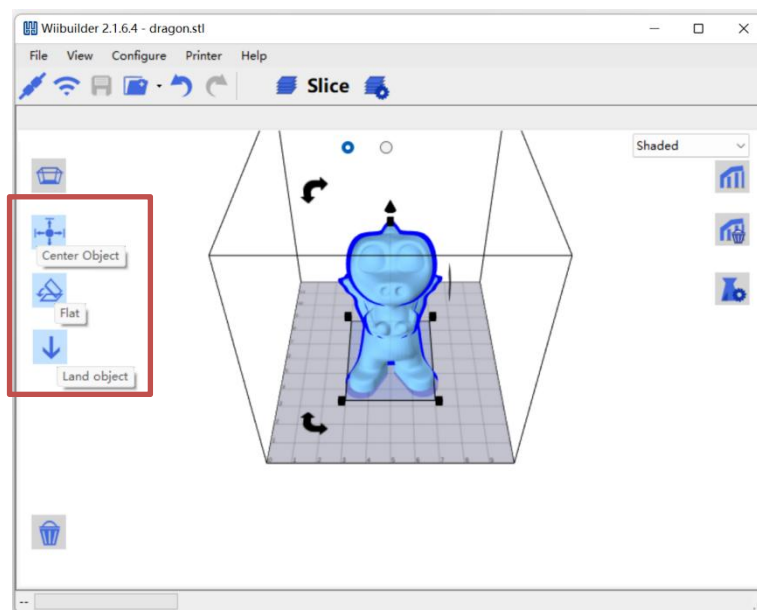 Wiibuilder 2.1.6.4 - dragon.stl
File View Configure Printer Help
Slice
Shaded
Center Object
Flat
Land object
--